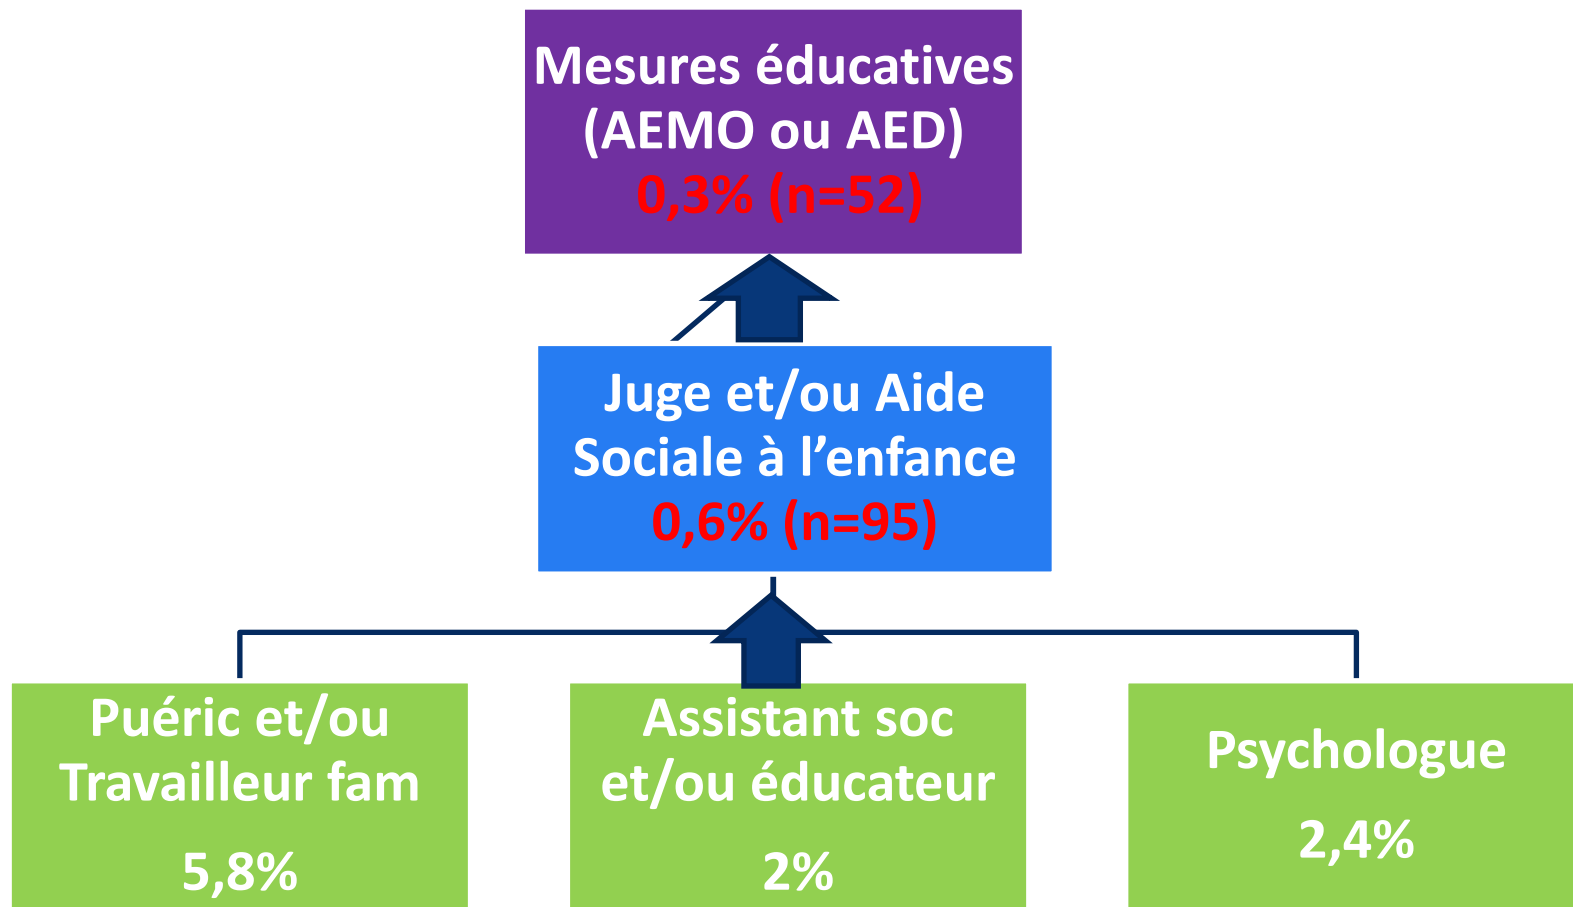 Mesures éducatives
(AEMO ou AED)
0,3% (n=52)
Juge et/ou Aide
Sociale à l’enfance
0,6% (n=95)
Puéric et/ou
Travailleur fam
5,8%
Assistant soc
et/ou éducateur
2%
Psychologue
2,4%